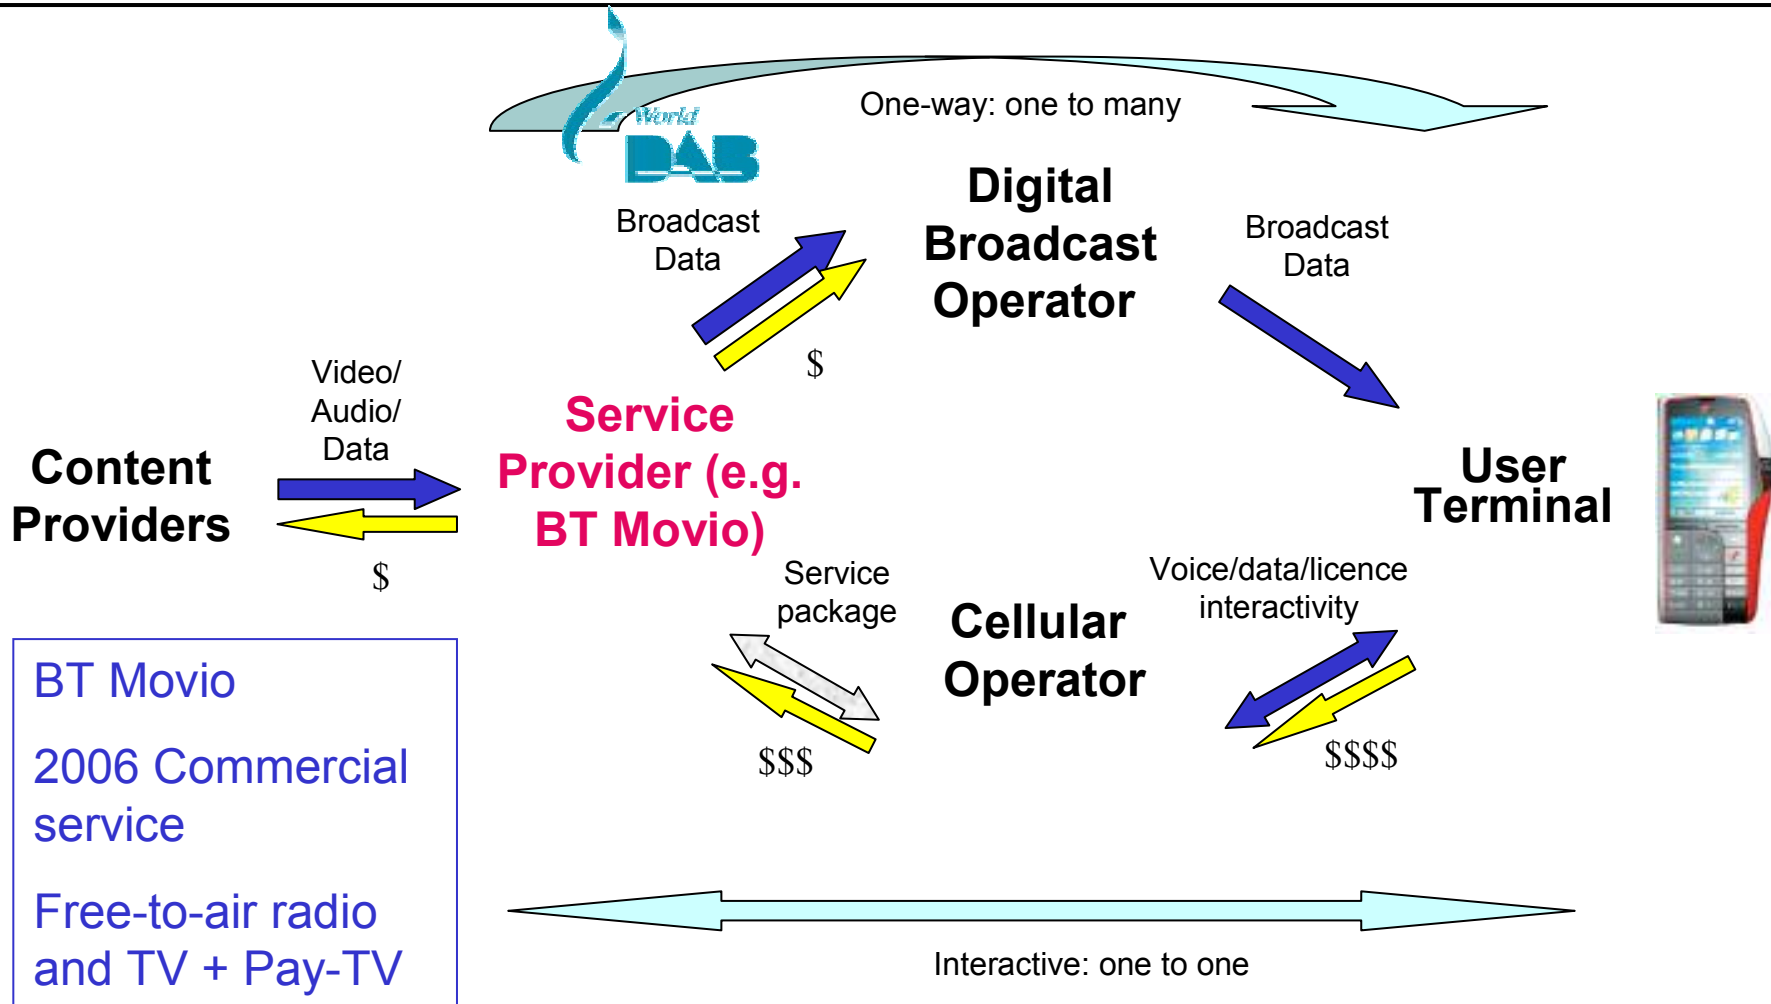 World
DAB
One-way: one to many
Digital
Broadcast
Operator
Broadcast
Data
Broadcast
Data
$
Video/
Audio/
Data
Content
Providers
$
Service
Provider (e.g.
BT Movio)
User
Terminal
Service
package
Cellular
Operator
Voice/data/licence
interactivity
$$$
$$$$
BT Movio
2006 Commercial
service
Free-to-air radio
and TV + Pay-TV
Interactive: one to one